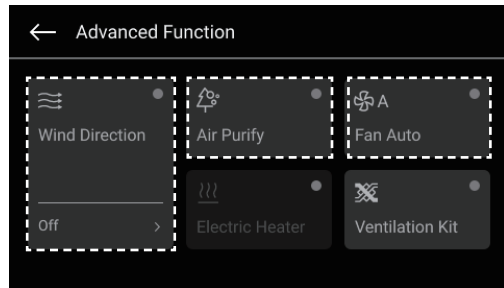 Advanced Function
Wind Direction
Off
Air Purify
A
Fan Auto
Electric Heater
Ventilation Kit